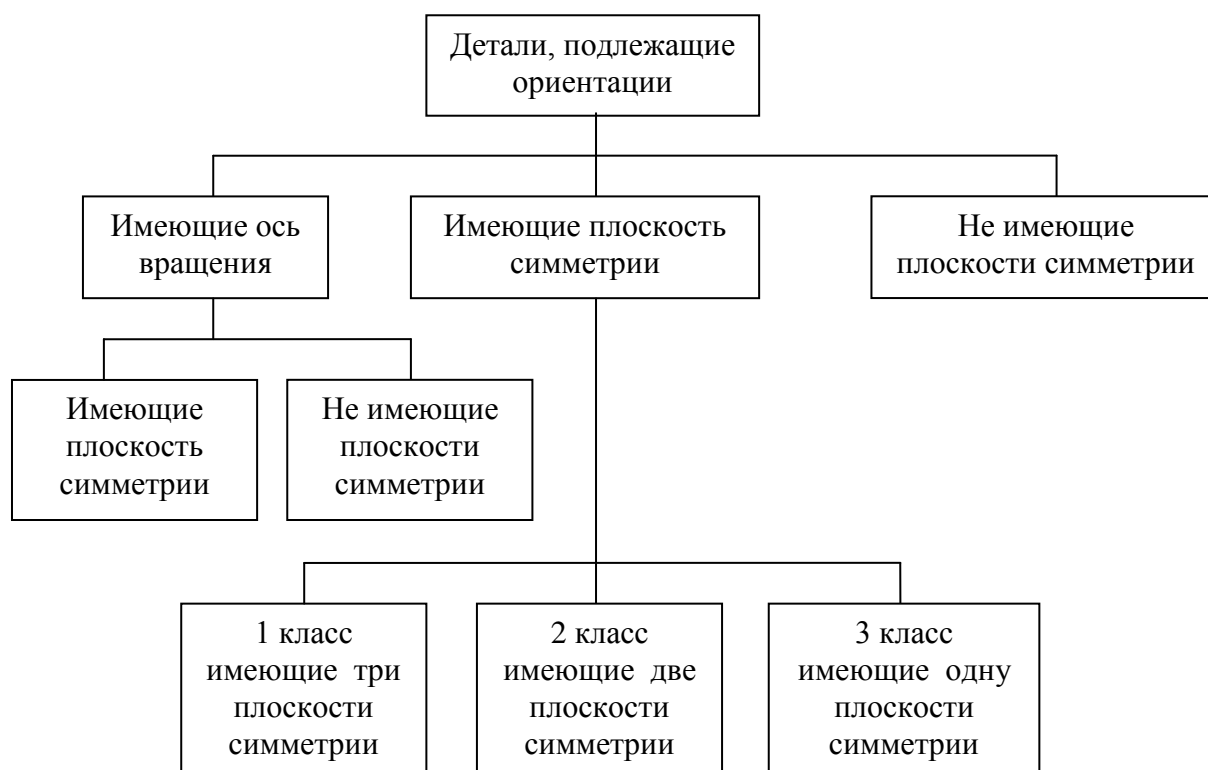 Детали, подлежащие
ориентации
Имеющие ось
вращения
Имеющие плоскость
симметрии
Не имеющие
плоскости симметрии
Имеющие
плоскость
симметрии
Не имеющие
плоскости
симметрии
1 класс
имеющие три
плоскости
симметрии
2 класс
имеющие две
плоскости
симметрии
3 класс
имеющие одну
плоскости
симметрии